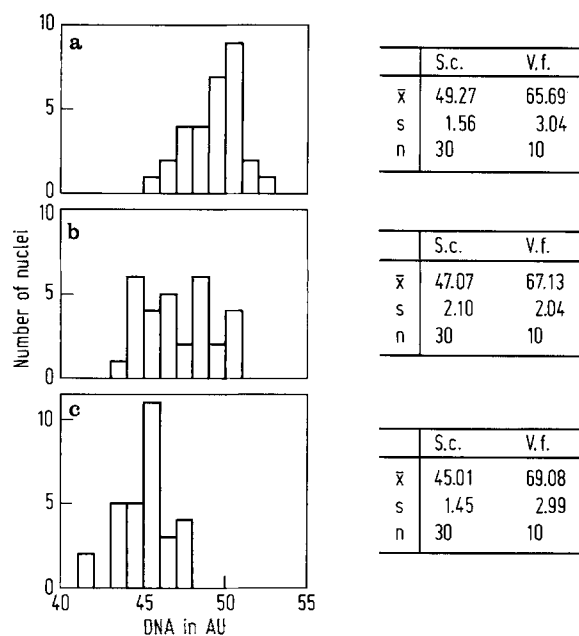 10
a
5
0
10
b
5
0
10
c
5
0
40 45 50 55
DNA in AU
Number of nuclei
S.c. V.f.
x̄ 49.27 65.69
s 1.56 3.04
n 30 10
S.c. V.f.
x̄ 47.07 67.13
s 2.10 2.04
n 30 10
S.c. V.f.
x̄ 45.01 69.08
s 1.45 2.99
n 30 10